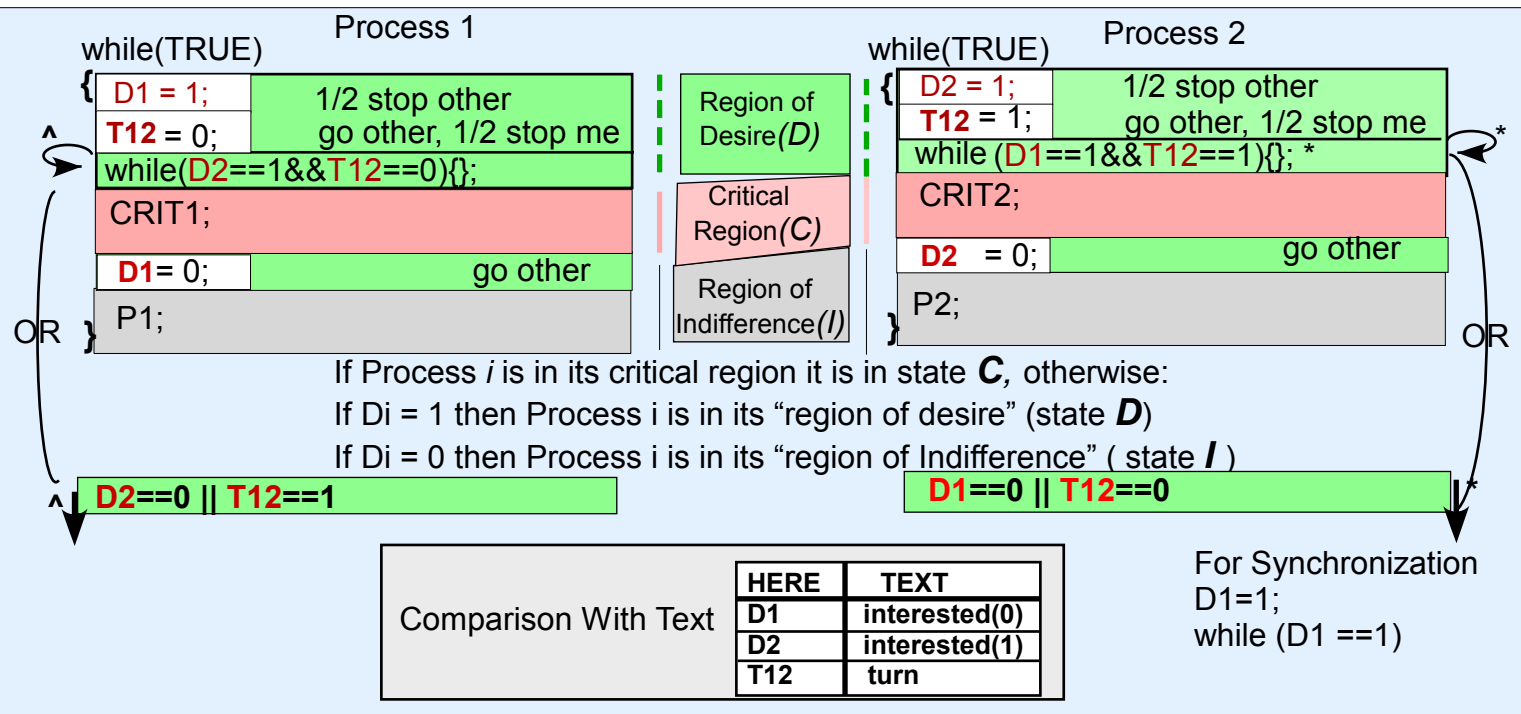 Process 1
while(TRUE)
{
D1 = 1;
1/2 stop other
T12 = 0;
go other, 1/2 stop me
^
while(D2==1&&T12==0){};
CRIT1;
D1= 0;
go other
P1;
}
OR
Region of
Desire(D)
Critical
Region(C)
Region of
Indifference(I)
Process 2
while(TRUE)
{
D2 = 1;
1/2 stop other
T12 = 1;
go other, 1/2 stop me
while (D1==1&&T12==1){}; *
*
CRIT2;
D2 = 0;
go other
P2;
}
OR
If Process i is in its critical region it is in state C, otherwise:
If Di = 1 then Process i is in its “region of desire” (state D)
If Di = 0 then Process i is in its “region of Indifference” ( state I )
^
D2==0 || T12==1
D1==0 || T12==0
*
Comparison With Text
HERE TEXT
D1 interested(0)
D2 interested(1)
T12 turn
For Synchronization
D1=1;
while (D1 ==1)